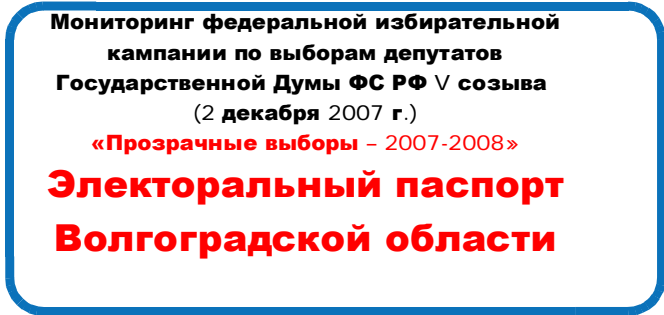 Мониторинг федеральной избирательной
кампании по выборам депутатов
Государственной Думы ФС РФ V созыва
(2 декабря 2007 г.)
«Прозрачные выборы – 2007-2008»
Электоральный паспорт
Волгоградской области